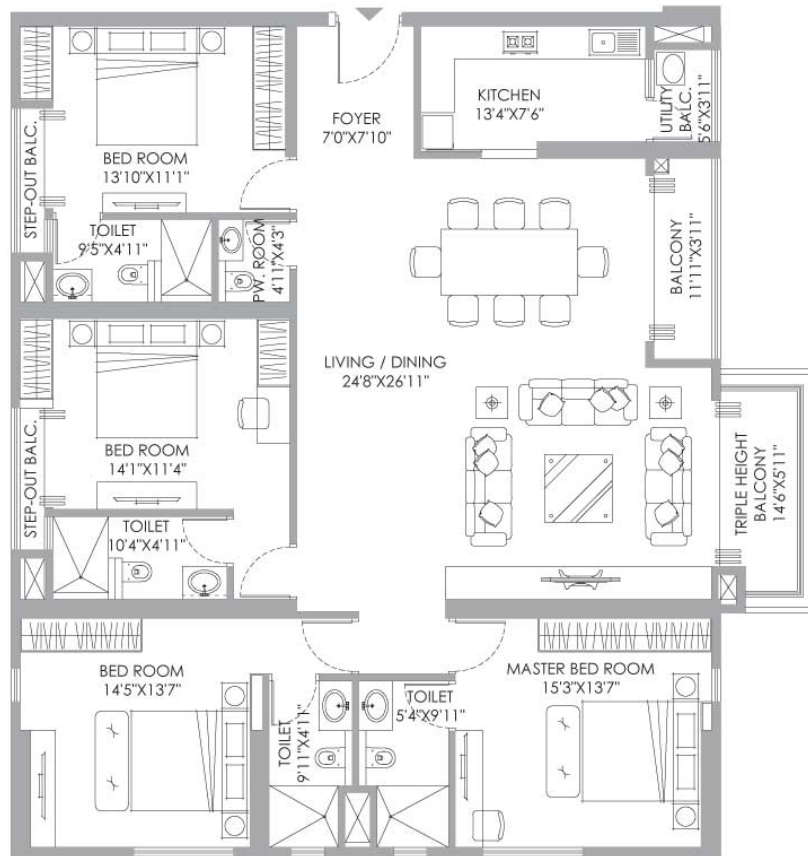 FOYER
7'0"X7'10"
KITCHEN
13'4"X7'6"
UTILITY
BALC.
5'6"X3'11"
BED ROOM
13'10"X11'1"
STEP-OUT BALC.
TOILET
9'5"X4'11"
PW. ROOM
4'11"X4'3"
BALCONY
11'11"X3'11"
LIVING / DINING
24'8"X26'11"
BED ROOM
14'1"X11'4"
STEP-OUT BALC.
TRIPLE HEIGHT
BALCONY
14'6"X5'11"
TOILET
10'4"X4'11"
BED ROOM
14'5"X13'7"
TOILET
9'11"X4'11"
TOILET
5'4"X9'11"
MASTER BED ROOM
15'3"X13'7"